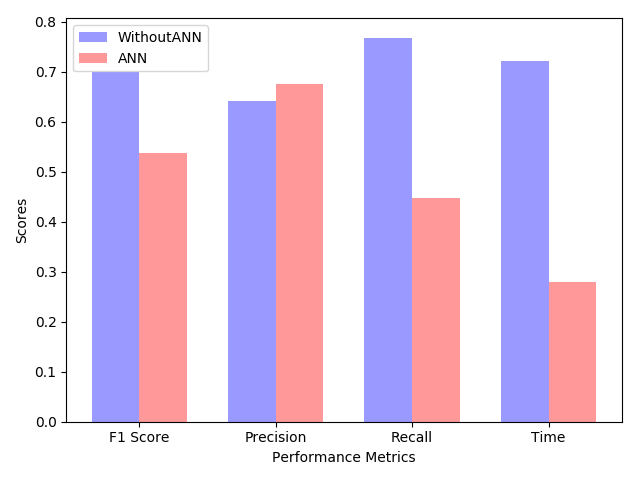 WithoutANN
ANN
Scores
0.8
0.7
0.6
0.5
0.4
0.3
0.2
0.1
0.0
F1 Score
Precision
Recall
Time
Performance Metrics